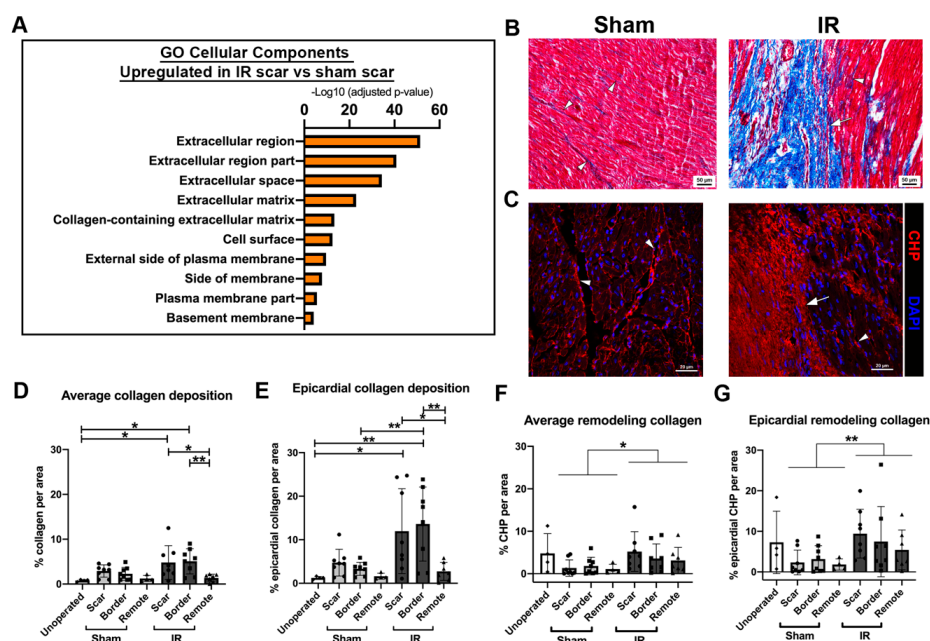 A
GO Cellular Components
Upregulated in IR scar vs sham scar
-Log10 (adjusted p-value)
0 20 40 60
Extracellular region
Extracellular region part
Extracellular space
Extracellular matrix
Collagen-containing extracellular matrix
Cell surface
External side of plasma membrane
Side of membrane
Plasma membrane part
Basement membrane
B
Sham
IR
50 µm
50 µm
C
CHP
DAPI
20 µm
20 µm
D
Average collagen deposition
*
*
*
**
% collagen per area
30
20
10
0
Unoperated
Scar
Border
Remote
Scar
Border
Remote
Sham
IR
E
Epicardial collagen deposition
**
*
**
**
*
% epicardial collagen per area
30
20
10
0
Unoperated
Scar
Border
Remote
Scar
Border
Remote
Sham
IR
F
Average remodeling collagen
*
% CHP per area
30
20
10
0
Unoperated
Scar
Border
Remote
Scar
Border
Remote
Sham
IR
G
Epicardial remodeling collagen
**
% epicardial CHP per area
30
20
10
0
Unoperated
Scar
Border
Remote
Scar
Border
Remote
Sham
IR